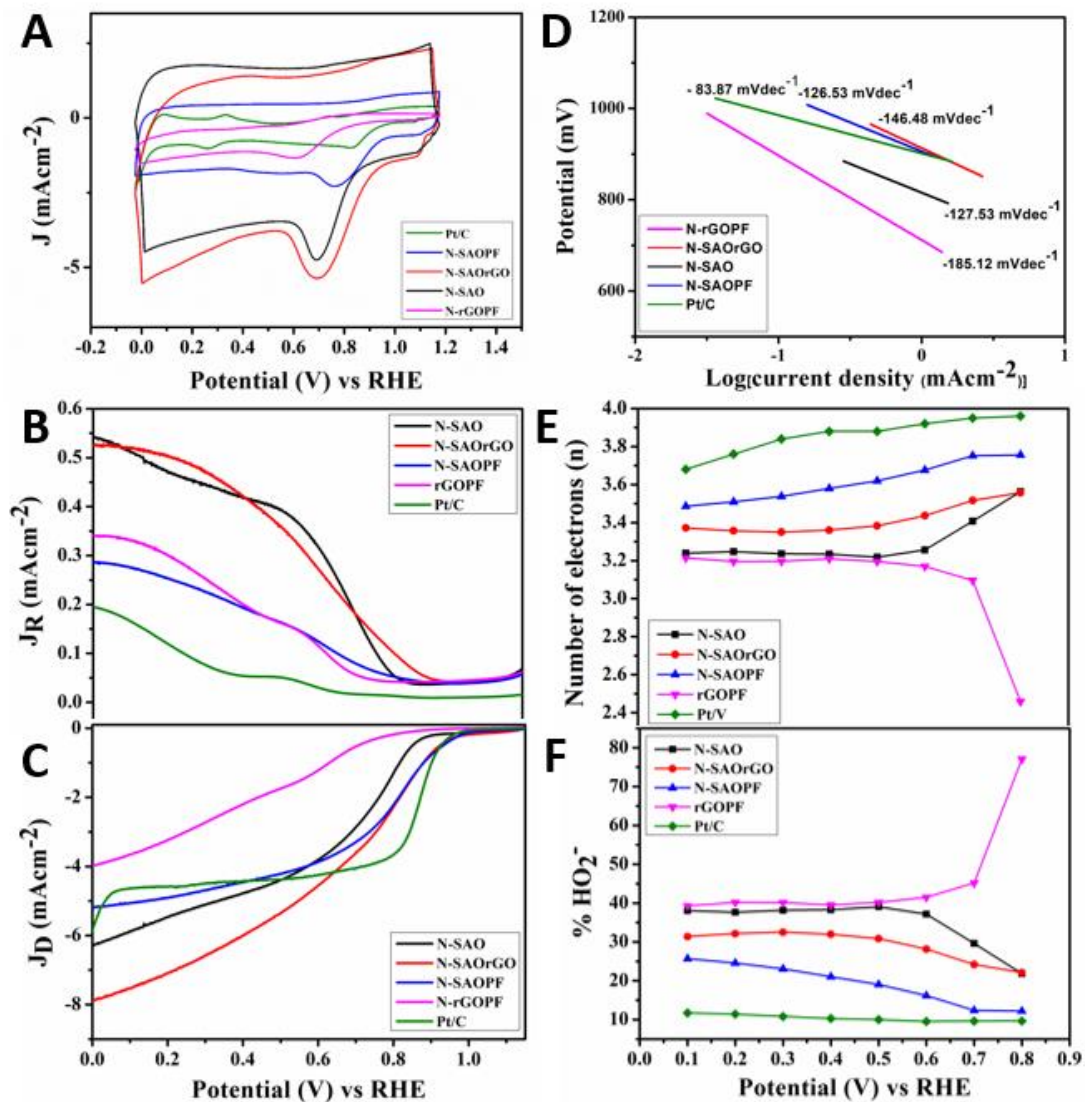 A
J (mAcm-2)
0
-5
Pt/C
N-SAOPF
N-SAOrGO
N-SAO
N-rGOPF
-0.2 0.0 0.2 0.4 0.6 0.8 1.0 1.2 1.4
Potential (V) vs RHE
D
Potential (mV)
1200
1000
800
600
- 83.87 mVdec-1
-126.53 mVdec-1
-146.48 mVdec-1
-127.53 mVdec-1
-185.12 mVdec-1
N-rGOPF
N-SAOrGO
N-SAO
N-SAOPF
Pt/C
-2 -1 0 1
Log[current density (mAcm-2)]
B
JR (mAcm-2)
0.6
0.5
0.4
0.3
0.2
0.1
0.0
N-SAO
N-SAOrGO
N-SAOPF
rGOPF
Pt/C
E
Number of electrons (n)
4.0
3.8
3.6
3.4
3.2
3.0
2.8
2.6
2.4
N-SAO
N-SAOrGO
N-SAOPF
rGOPF
Pt/V
C
JD (mAcm-2)
0
-2
-4
-6
-8
N-SAO
N-SAOrGO
N-SAOPF
N-rGOPF
Pt/C
0.0 0.2 0.4 0.6 0.8 1.0
Potential (V) vs RHE
F
% HO2-
80
70
60
50
40
30
20
10
N-SAO
N-SAOrGO
N-SAOPF
rGOPF
Pt/C
0.1 0.2 0.3 0.4 0.5 0.6 0.7 0.8 0.9
Potential (V) vs RHE